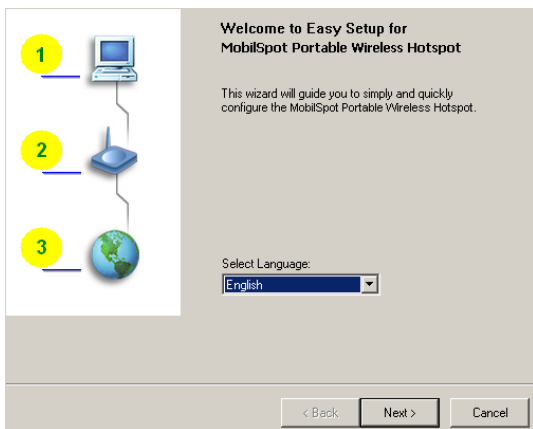 Welcome to Easy Setup for
MobilSpot Portable Wireless Hotspot
This wizard will guide you to simply and quickly
configure the MobilSpot Portable Wireless Hotspot.
1
2
3
Select Language:
English
< Back
Next >
Cancel